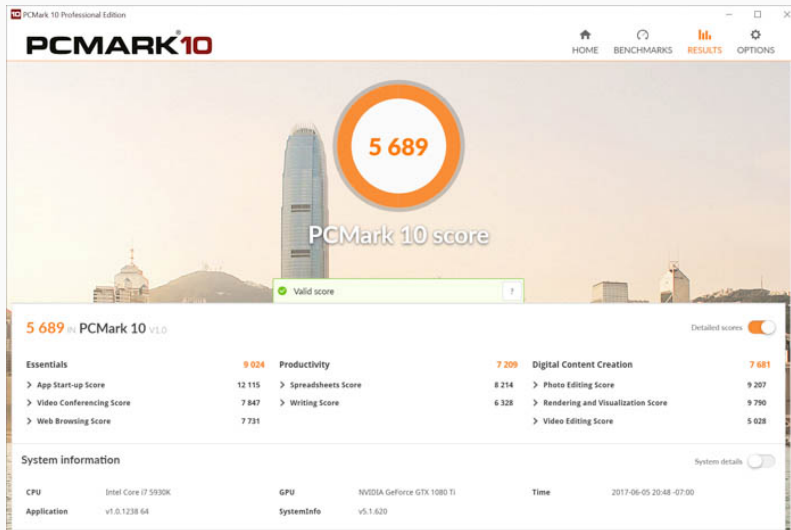 10 PCMark 10 Professional Edition
PCMARK 10
HOME BENCHMARKS RESULTS OPTIONS
5 689
PCMark 10 score
Valid score ?
5 689 IN PCMark 10 V1.0 Detailed scores
Essentials 9 024 Productivity 7 209 Digital Content Creation 7 681
App Start-up Score 12 115 Spreadsheets Score 8 214 Photo Editing Score 9 207
Video Conferencing Score 7 847 Writing Score 6 328 Rendering and Visualization Score 9 790
Web Browsing Score 7 731 Video Editing Score 5 028
System information System details
CPU Intel Core i7 5930K GPU NVIDIA GeForce GTX 1080 Ti Time 2017-06-05 20:48 -07:00
Application v1.0.1238 64 SystemInfo v5.1.620